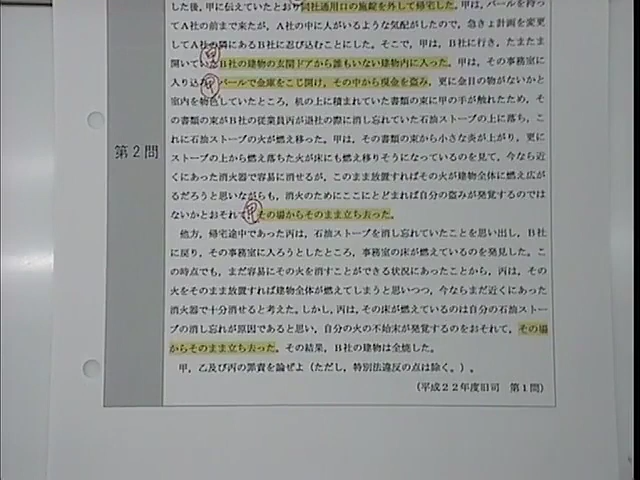 した後、甲に伝えていたとおり同社通用口の施錠を外して帰宅した。甲は、バールを持っ
てA社の前まで来たが、A社の中に人がいるような気配がしたので、急きょ計画を変更
してA社の隣にあるB社に忍び込むことにした。そこで、甲は、B社に行き、たまたま
開いていたB社の建物の玄関ドアから誰もいない建物内に入った。甲は、その事務室に
入り込み、バールで金庫をこじ開け、その中から現金を盗み、更に金目の物がないかと
室内を物色していたところ、机の上に積まれていた書類の束に甲の手が触れたため、そ
の書類の束がB社の従業員丙が退社の際に消し忘れていた石油ストーブの上に落ち、こ
れに石油ストーブの火が燃え移った。甲は、その書類の束から小さな炎が上がり、更に
ストーブの上から燃え落ちた火が床にも燃え移りそうになっているのを見て、今なら近
くにあった消火器で容易に消せるが、このまま放置すればその火が建物全体に燃え広が
るだろうと思いながらも、消火のためにここにとどまれば自分の盗みが発覚するのでは
ないかとおそれて、その場からそのまま立ち去った。
他方、帰宅途中であった丙は、石油ストーブを消し忘れていたことを思い出し、B社
に戻り、その事務室に入ろうとしたところ、事務室の床が燃えているのを発見した。こ
の時点でも、まだ容易にその火を消すことができる状況にあったことから、丙は、その
火をそのまま放置すれば建物全体が燃えてしまうと思いつつ、今ならまだ近くにあった
消火器で十分消せると考えた。しかし、丙は、その床が燃えているのは自分の石油ストー
ブの消し忘れが原因であると思い、自分の火の不始末が発覚するのをおそれて、その場
からそのまま立ち去った。その結果、B社の建物は全焼した。
甲、乙及び丙の罪責を論ぜよ（ただし、特別法違反の点は除く。）。
（平成22年度旧司 第1問）
第2問
甲
甲
甲